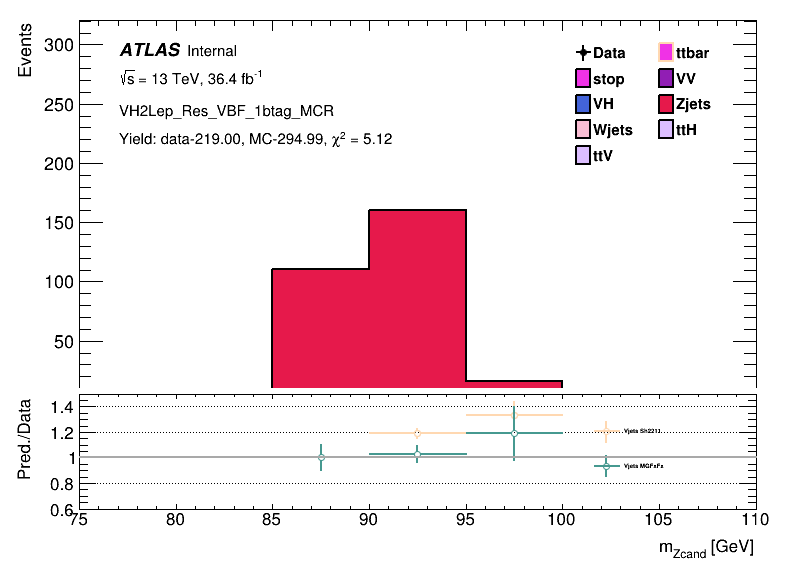 Events
300
250
200
150
100
50
ATLAS Internal
√s = 13 TeV, 36.4 fb⁻¹
VH2Lep_Res_VBF_1btag_MCR
Yield: data-219.00, MC-294.99, χ² = 5.12
Data
ttbar
stop
VV
VH
Zjets
Wjets
ttH
ttV
Pred./Data
1.4
1.2
1
0.8
0.6
Vjets Sh2211
Vjets MGFxFx
75 80 85 90 95 100 105 110
m_Zcand [GeV]